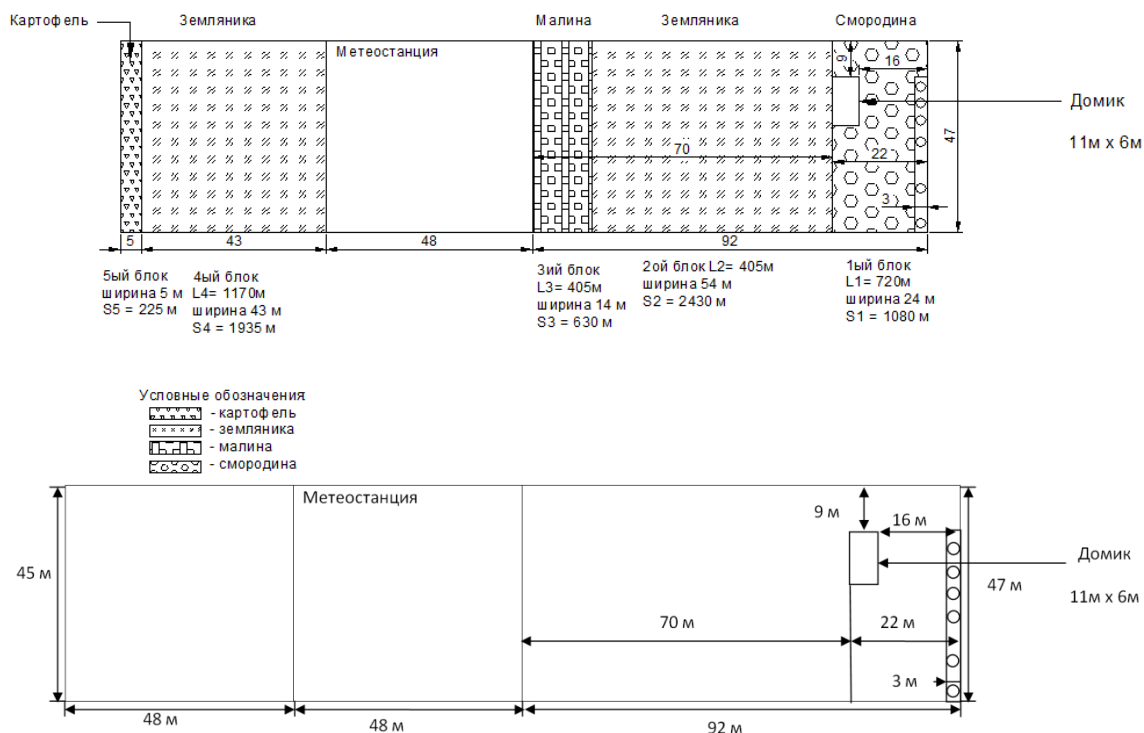 Картофель Земляника Малина Земляника Смородина
Метеостанция
9
16
Домик
11м х 6м
47
70
22
3
5 43 48 92
5ый блок
ширина 5 м
S5 = 225 м
4ый блок
L4= 1170м
ширина 43 м
S4 = 1935 м
3ий блок
L3= 405м
ширина 14 м
S3 = 630 м
2ой блок L2= 405м
ширина 54 м
S2 = 2430 м
1ый блок
L1= 720м
ширина 24 м
S1 = 1080 м
Условные обозначения
- картофель
- земляника
- малина
- смородина
Метеостанция
9 м
16 м
Домик
11м х 6м
45 м
47 м
70 м
22 м
3 м
48 м 48 м 92 м